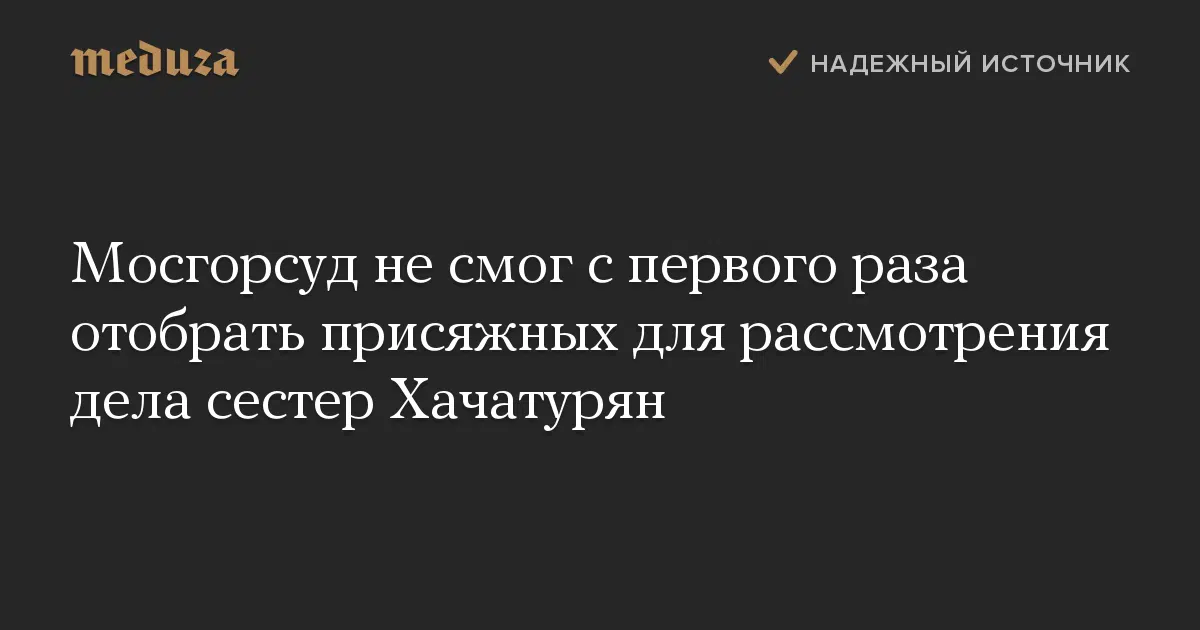 meduza
НАДЕЖНЫЙ ИСТОЧНИК
Мосгорсуд не смог с первого раза
отобрать присяжных для рассмотрения
дела сестер Хачатурян